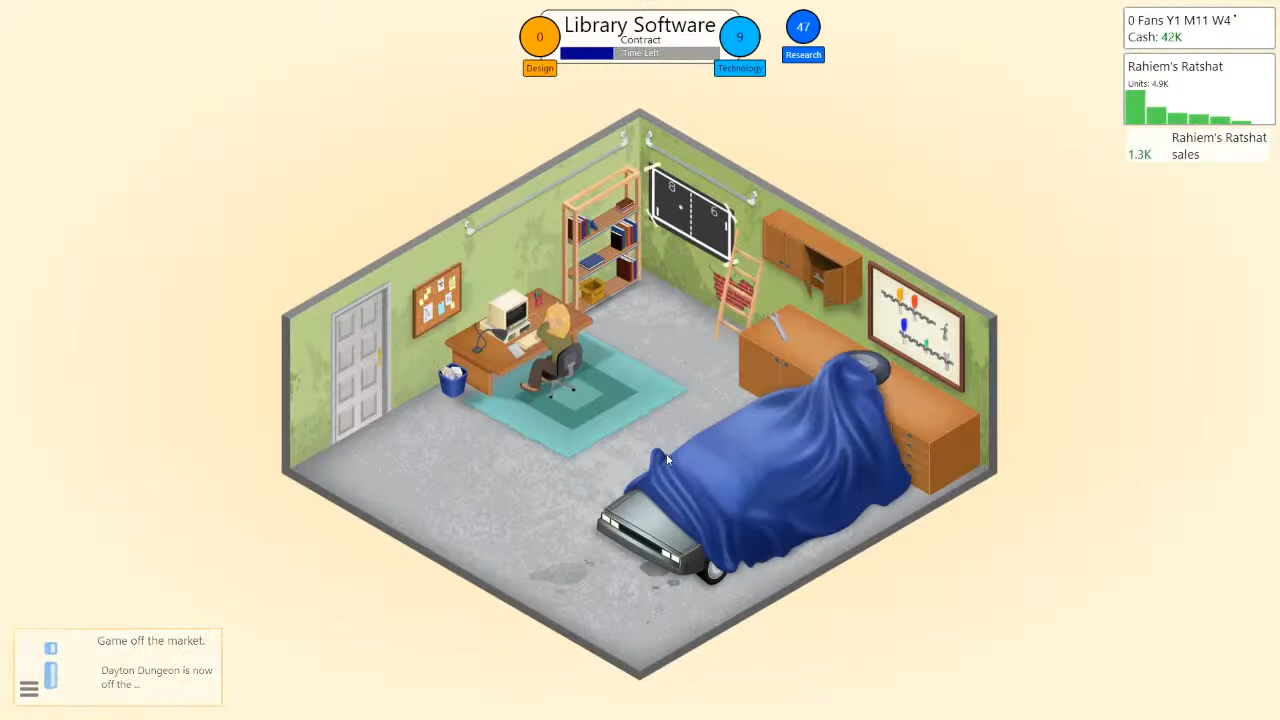 Library Software
Contract
Time Left
0
9
47
Design
Technology
Research
0 Fans Y1 M11 W4
Cash: 42K
Rahiem's Ratshat
Units: 4.9K
1.3K
Rahiem's Ratshat
sales
Game off the market.
Dayton Dungeon is now
off the ...